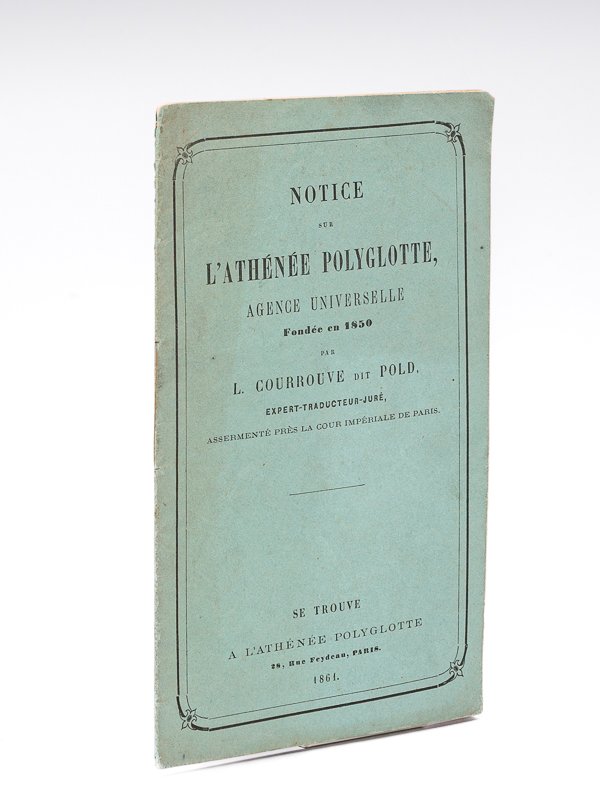 NOTICE
SUR
L'ATHÉNÉE POLYGLOTTE,
AGENCE UNIVERSELLE
Fondée en 1850
PAR
L. COURROUVE DIT POLD,
EXPERT-TRADUCTEUR-JURÉ,
ASSERMENTÉ PRÈS LA COUR IMPÉRIALE DE PARIS.
SE TROUVE
A L'ATHÉNÉE POLYGLOTTE
28, Rue Feydeau, PARIS.
1861.